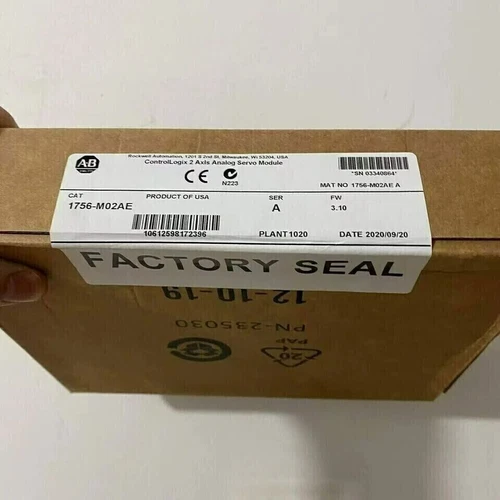 AB
Rockwell Automation, 1201 S 2nd St, Milwaukee, WI 53204, USA
ControlLogix 2 Axis Analog Servo Module
CE N223
*SN 03340064*
MAT NO 1756-M02AE A
CAT PRODUCT OF USA SER FW
1756-M02AE A 3.10
10612598172396 PLANT 1020 DATE 2020/09/20
FACTORY SEAL
12-10-19
PN-235030
20
PAP